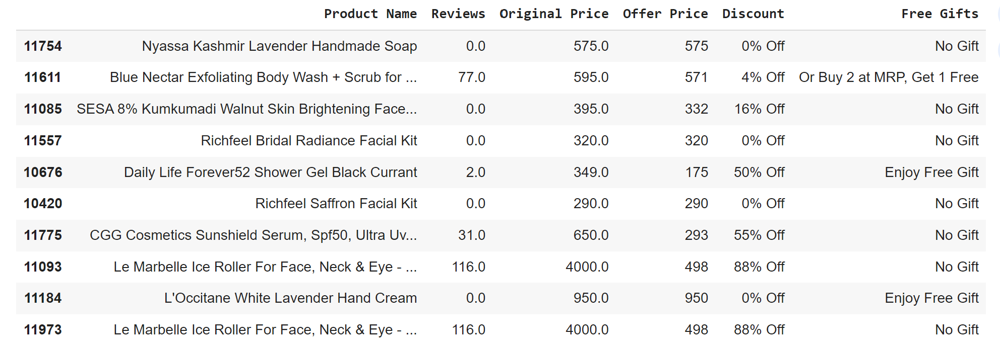 Product Name Reviews Original Price Offer Price Discount Free Gifts
11754 Nyassa Kashmir Lavender Handmade Soap 0.0 575.0 575 0% Off No Gift
11611 Blue Nectar Exfoliating Body Wash + Scrub for ... 77.0 595.0 571 4% Off Or Buy 2 at MRP, Get 1 Free
11085 SESA 8% Kumkumadi Walnut Skin Brightening Face... 0.0 395.0 332 16% Off No Gift
11557 Richfeel Bridal Radiance Facial Kit 0.0 320.0 320 0% Off No Gift
10676 Daily Life Forever52 Shower Gel Black Currant 2.0 349.0 175 50% Off Enjoy Free Gift
10420 Richfeel Saffron Facial Kit 0.0 290.0 290 0% Off No Gift
11775 CGG Cosmetics Sunshield Serum, Spf50, Ultra Uv... 31.0 650.0 293 55% Off No Gift
11093 Le Marbelle Ice Roller For Face, Neck & Eye - ... 116.0 4000.0 498 88% Off No Gift
11184 L'Occitane White Lavender Hand Cream 0.0 950.0 950 0% Off Enjoy Free Gift
11973 Le Marbelle Ice Roller For Face, Neck & Eye - ... 116.0 4000.0 498 88% Off No Gift